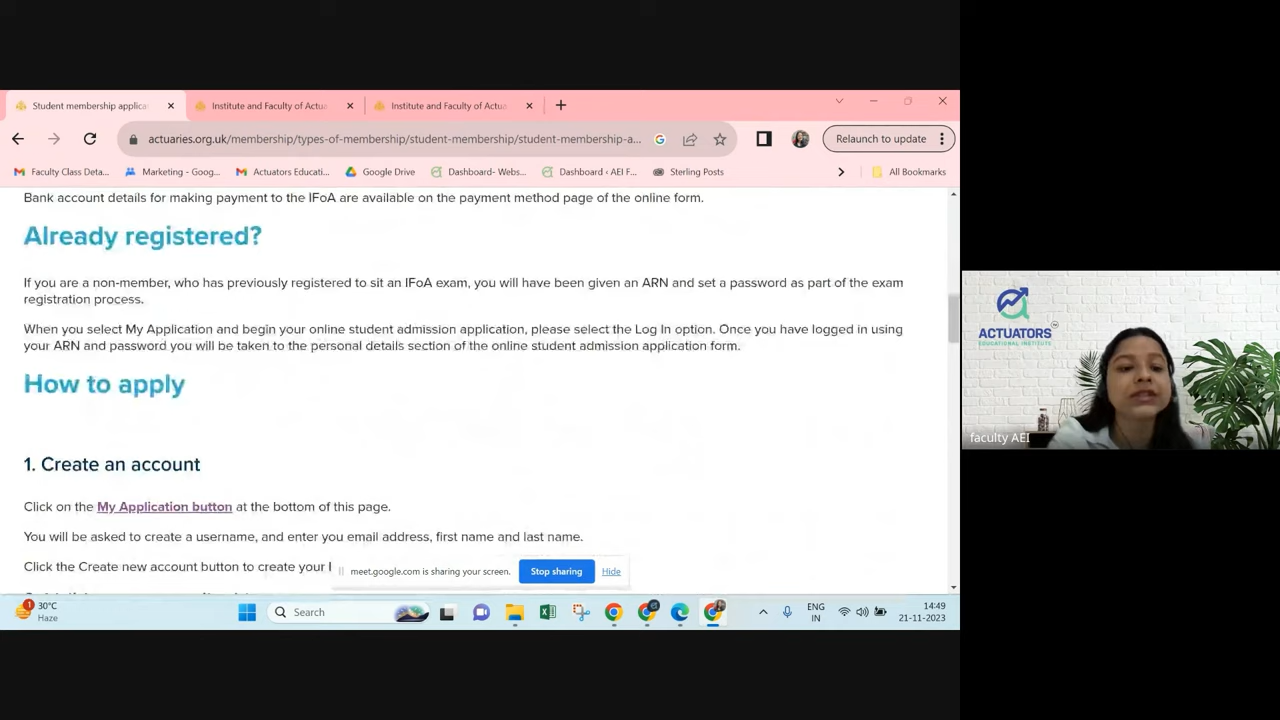 Student membership applica
Institute and Faculty of Actua
Institute and Faculty of Actua
actuaries.org.uk/membership/types-of-membership/student-membership/student-membership-a...
Relaunch to update
Faculty Class Deta...
Marketing - Goog...
Actuators Educati...
Google Drive
Dashboard- Webs...
Dashboard ‹ AEI F...
Sterling Posts
All Bookmarks
Bank account details for making payment to the IFoA are available on the payment method page of the online form.
Already registered?
If you are a non-member, who has previously registered to sit an IFoA exam, you will have been given an ARN and set a password as part of the exam
registration process.
When you select My Application and begin your online student admission application, please select the Log In option. Once you have logged in using
your ARN and password you will be taken to the personal details section of the online student admission application form.
How to apply
1. Create an account
Click on the My Application button at the bottom of this page.
You will be asked to create a username, and enter you email address, first name and last name.
Click the Create new account button to create your
meet.google.com is sharing your screen.
Stop sharing
Hide
ACTUATORS
EDUCATIONAL INSTITUTE
faculty AEI
1
30°C
Haze
Search
ENG
IN
14:49
21-11-2023